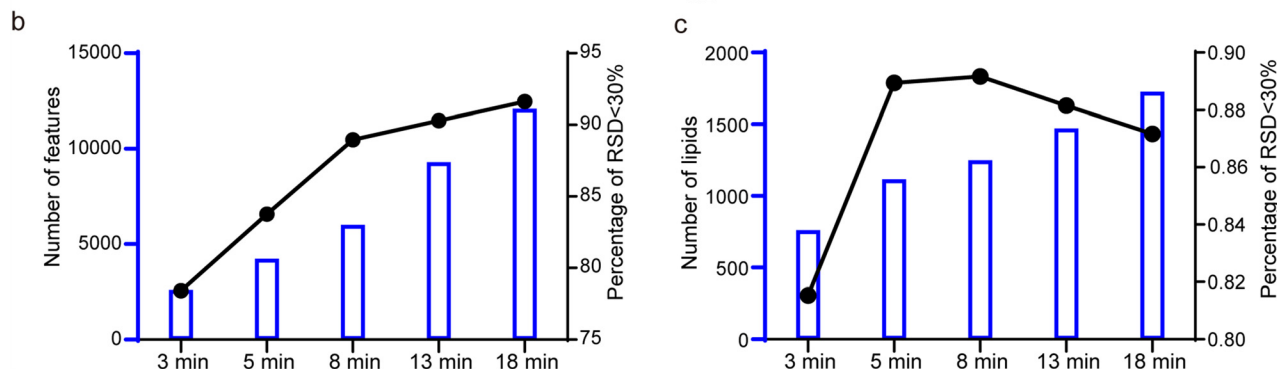 b
Number of features
15000
10000
5000
0
95
90
85
80
75
Percentage of RSD<30%
3 min 5 min 8 min 13 min 18 min
c
Number of lipids
2000
1500
1000
500
0
0.90
0.88
0.86
0.84
0.82
0.80
Percentage of RSD<30%
3 min 5 min 8 min 13 min 18 min